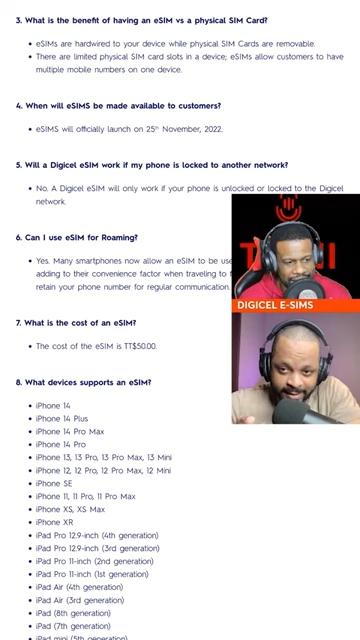 3. What is the benefit of having an eSIM vs a physical SIM Card?
• eSIMs are hardwired to your device while physical SIM Cards are removable.
• There are limited physical SIM card slots in a device; eSIMs allow customers to have
multiple mobile numbers on one device.
4. When will eSIMS be made available to customers?
• eSIMS will officially launch on 25th November, 2022.
5. Will a Digicel eSIM work if my phone is locked to another network?
• No. A Digicel eSIM will only work if your phone is unlocked or locked to the Digicel
network.
6. Can I use eSIM for Roaming?
• Yes. Many smartphones now allow an eSIM to be use
adding to their convenience factor when traveling to
retain your phone number for regular communication.
7. What is the cost of an eSIM?
• The cost of the eSIM is TT$50.00.
8. What devices supports an eSIM?
• iPhone 14
• iPhone 14 Plus
• iPhone 14 Pro Max
• iPhone 14 Pro
• iPhone 13, 13 Pro, 13 Pro Max, 13 Mini
• iPhone 12, 12 Pro, 12 Pro Max, 12 Mini
• iPhone SE
• iPhone 11, 11 Pro, 11 Pro Max
• iPhone XS, XS Max
• iPhone XR
• iPad Pro 12.9-inch (4th generation)
• iPad Pro 12.9-inch (3rd generation)
• iPad Pro 11-inch (2nd generation)
• iPad Pro 11-inch (1st generation)
• iPad Air (4th generation)
• iPad Air (3rd generation)
• iPad (8th generation)
• iPad (7th generation)
• iPad mini (5th generation)
DIGICEL E-SIMS